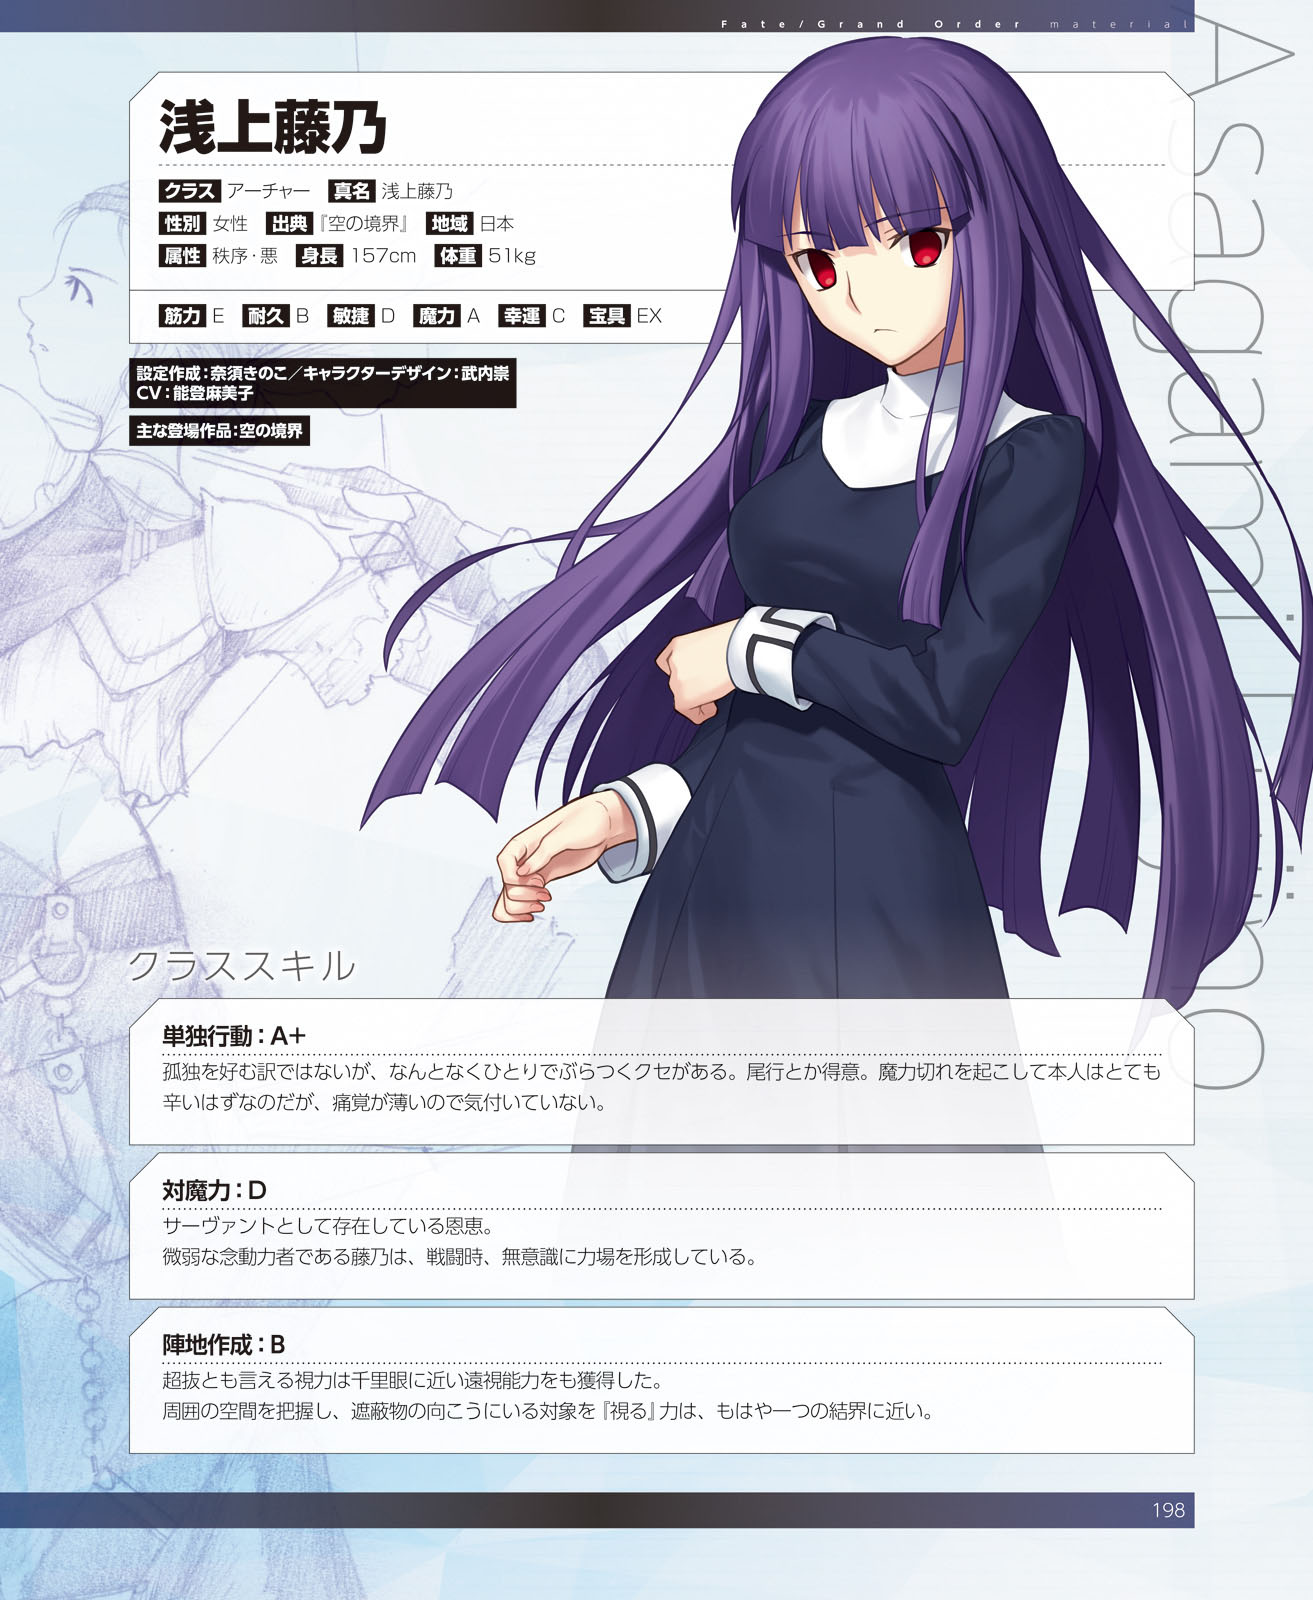 Fate/Grand Order material
浅上藤乃
クラス アーチャー 真名 浅上藤乃
性別 女性 出典 『空の境界』 地域 日本
属性 秩序・悪 身長 157cm 体重 51kg
筋力 E 耐久 B 敏捷 D 魔力 A 幸運 C 宝具 EX
設定作成：奈須きのこ／キャラクターデザイン：武内崇
CV：能登麻美子
主な登場作品：空の境界
Asagami Fujino
クラススキル
単独行動：A+
孤独を好む訳ではないが、なんとなくひとりでぶらつくクセがある。尾行とか得意。魔力切れを起こして本人はとても
辛いはずなのだが、痛覚が薄いので気付いていない。
対魔力：D
サーヴァントとして存在している恩恵。
微弱な念動力者である藤乃は、戦闘時、無意識に力場を形成している。
陣地作成：B
超抜とも言える視力は千里眼に近い遠視能力をも獲得した。
周囲の空間を把握し、遮蔽物の向こうにいる対象を『視る』力は、もはや一つの結界に近い。
198